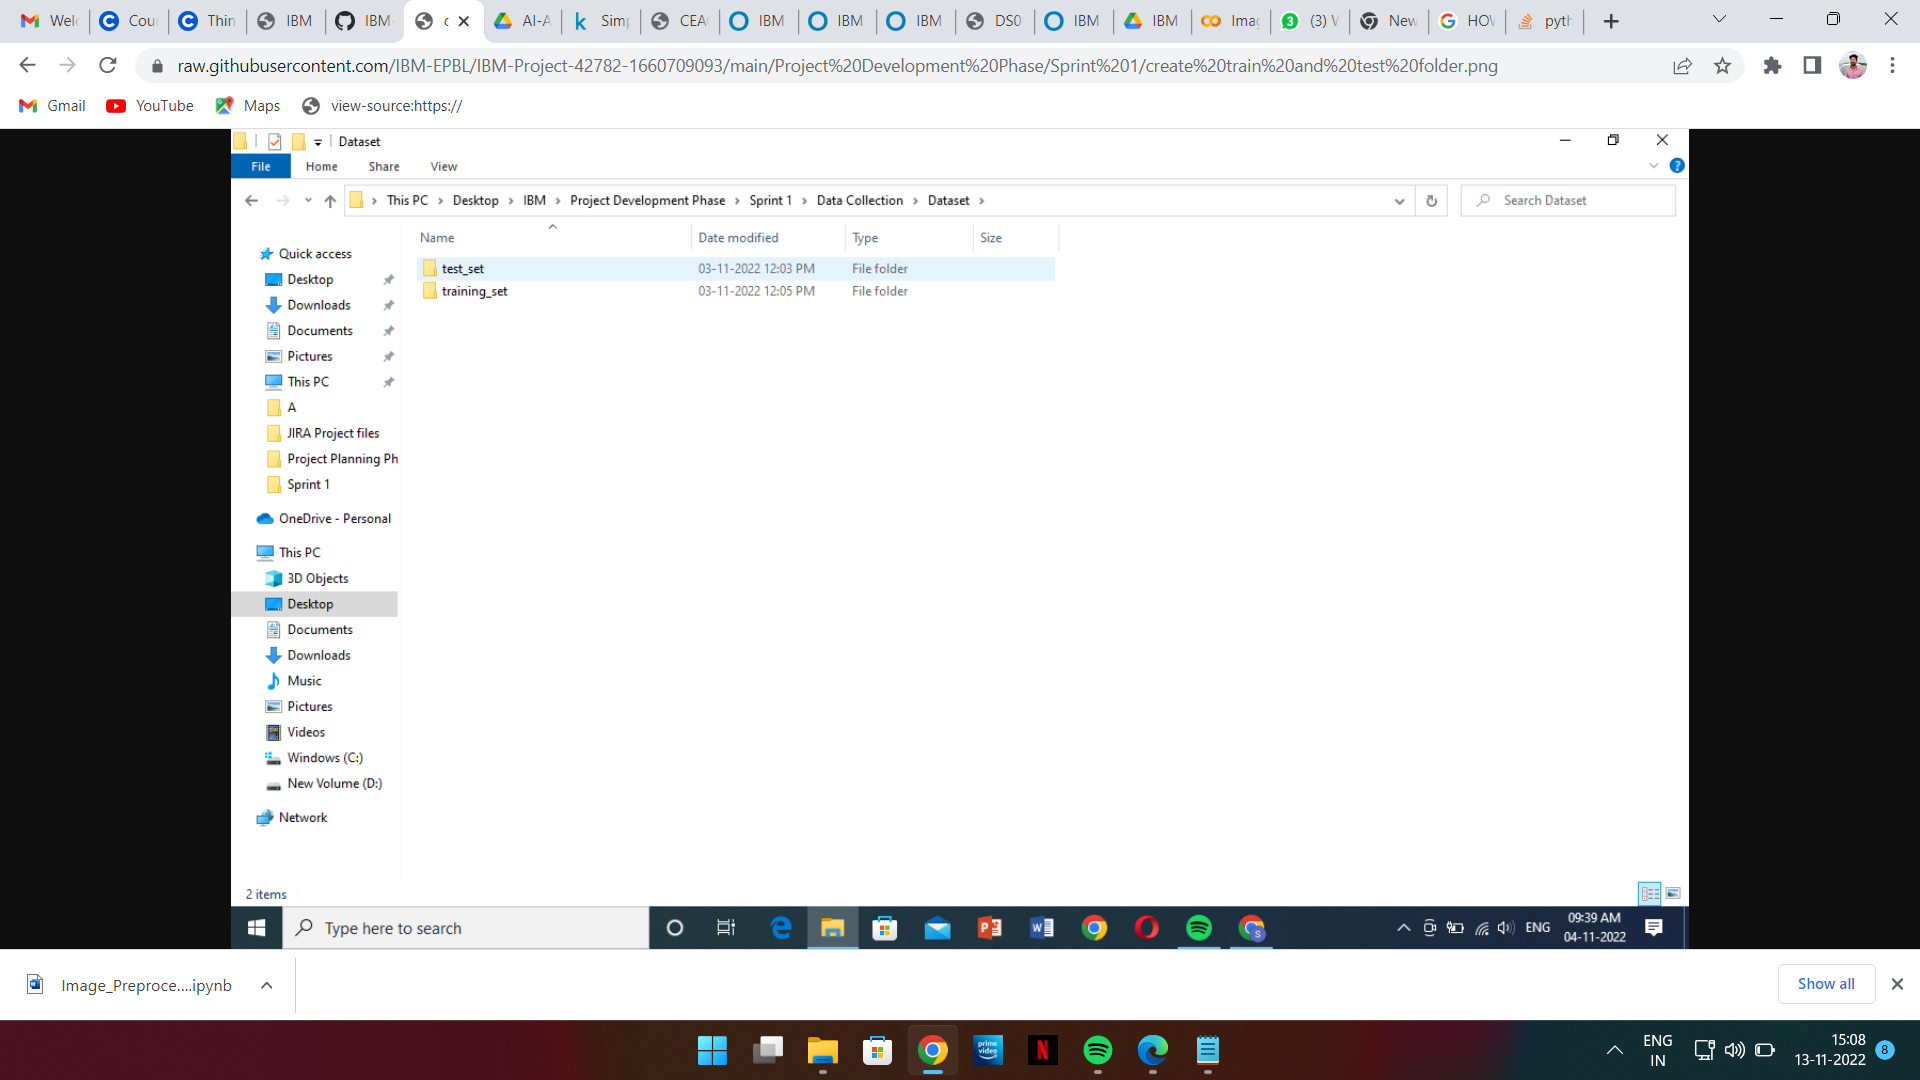 Welc
Cour
Thin
IBM
IBM-
c
AI-A
Simp
CEA
IBM
IBM
IBM
DS0
IBM
IBM
Imag
(3) W
New
HOW
pyth
raw.githubusercontent.com/IBM-EPBL/IBM-Project-42782-1660709093/main/Project%20Development%20Phase/Sprint%201/create%20train%20and%20test%20folder.png
Gmail
YouTube
Maps
view-source:https://
Dataset
File
Home
Share
View
This PC > Desktop > IBM > Project Development Phase > Sprint 1 > Data Collection > Dataset >
Search Dataset
Name
Date modified
Type
Size
test_set 03-11-2022 12:03 PM File folder
training_set 03-11-2022 12:05 PM File folder
Quick access
Desktop
Downloads
Documents
Pictures
This PC
A
JIRA Project files
Project Planning Ph
Sprint 1
OneDrive - Personal
This PC
3D Objects
Desktop
Documents
Downloads
Music
Pictures
Videos
Windows (C:)
New Volume (D:)
Network
2 items
Type here to search
ENG
09:39 AM
04-11-2022
Image_Preproce....ipynb
Show all
prime video
ENG
IN
15:08
13-11-2022
8